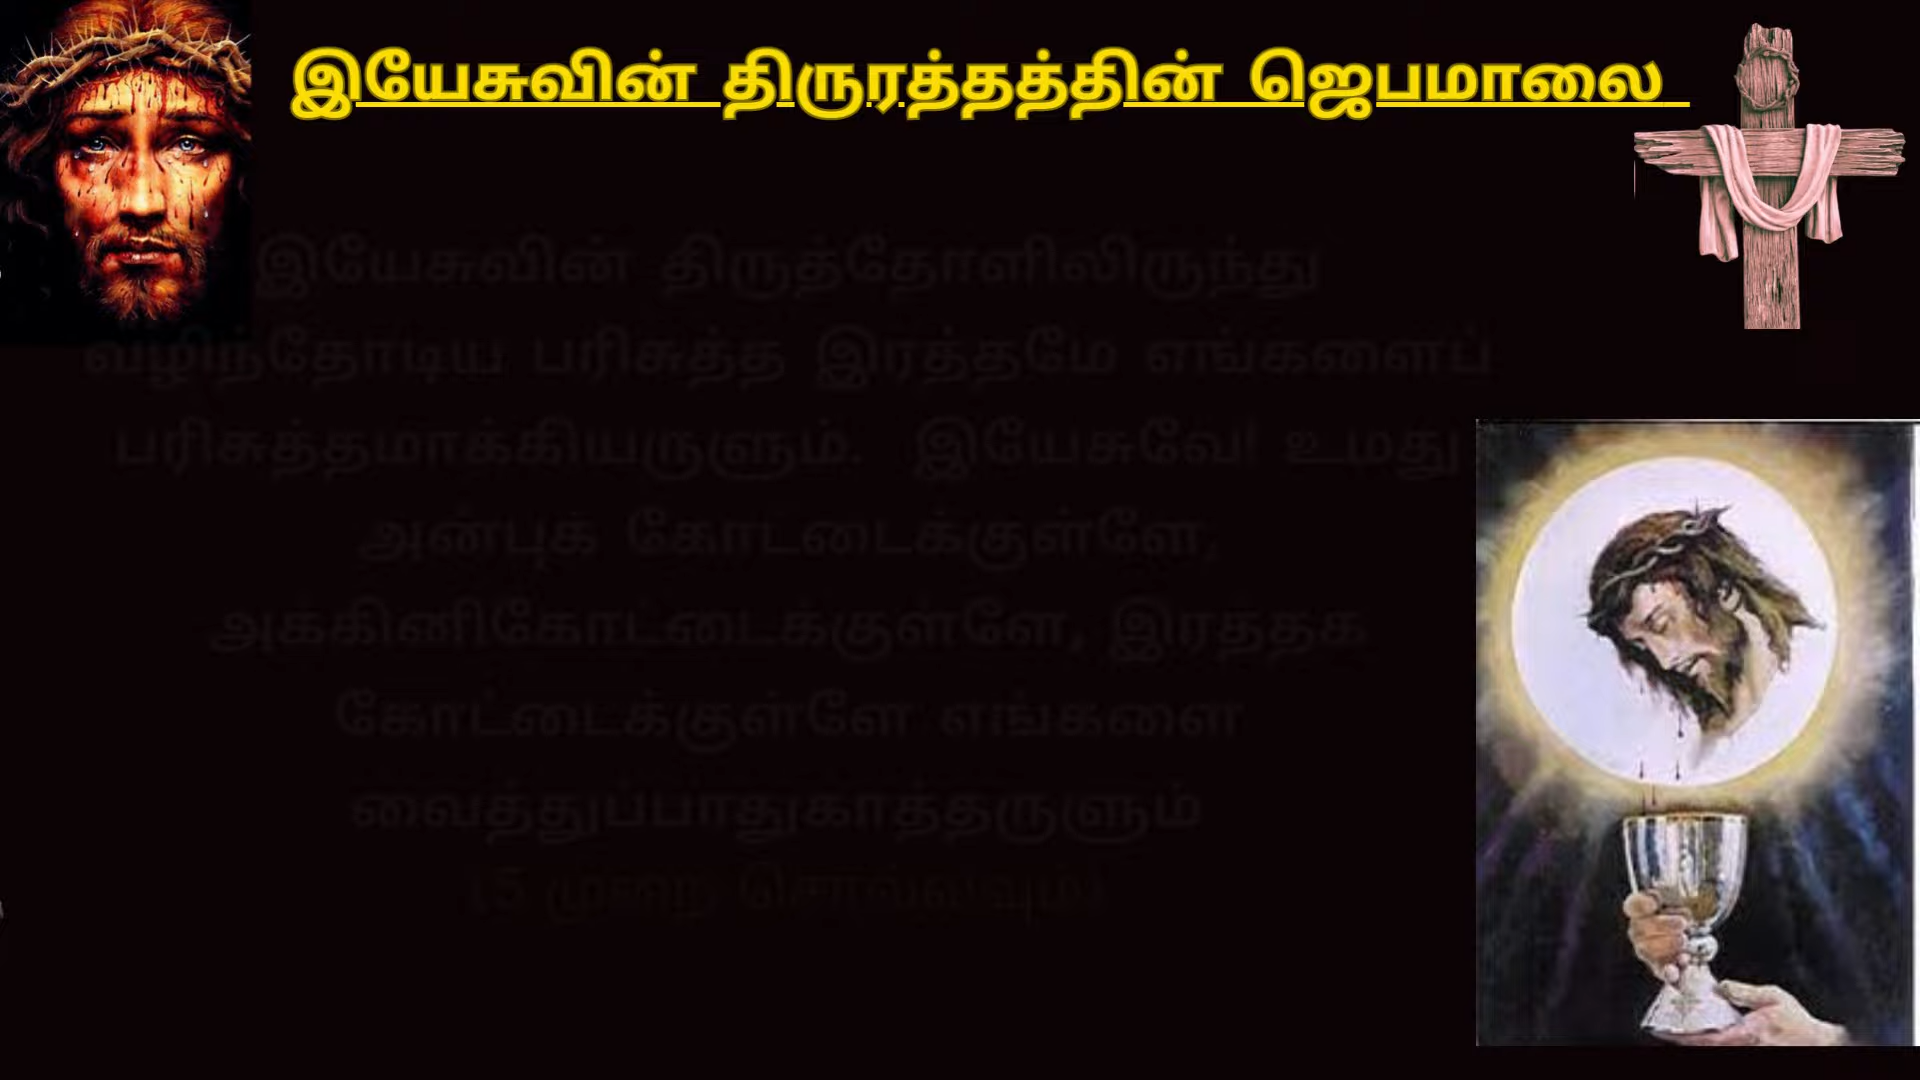 இயேசுவின் திருரத்தத்தின் ஜெபமாலை
இயேசுவின் திருத்தோளிலிருந்து
வழிந்தோடிய பரிசுத்த இரத்தமே எங்களைப்
பரிசுத்தமாக்கியருளும். இயேசுவே! உமது
அன்புக் கோட்டைக்குள்ளே,
அக்கினிகோட்டைக்குள்ளே, இரத்தக
கோட்டைக்குள்ளே எங்களை
வைத்துப்பாதுகாத்தருளும்
(5 முறை சொல்லவும்)